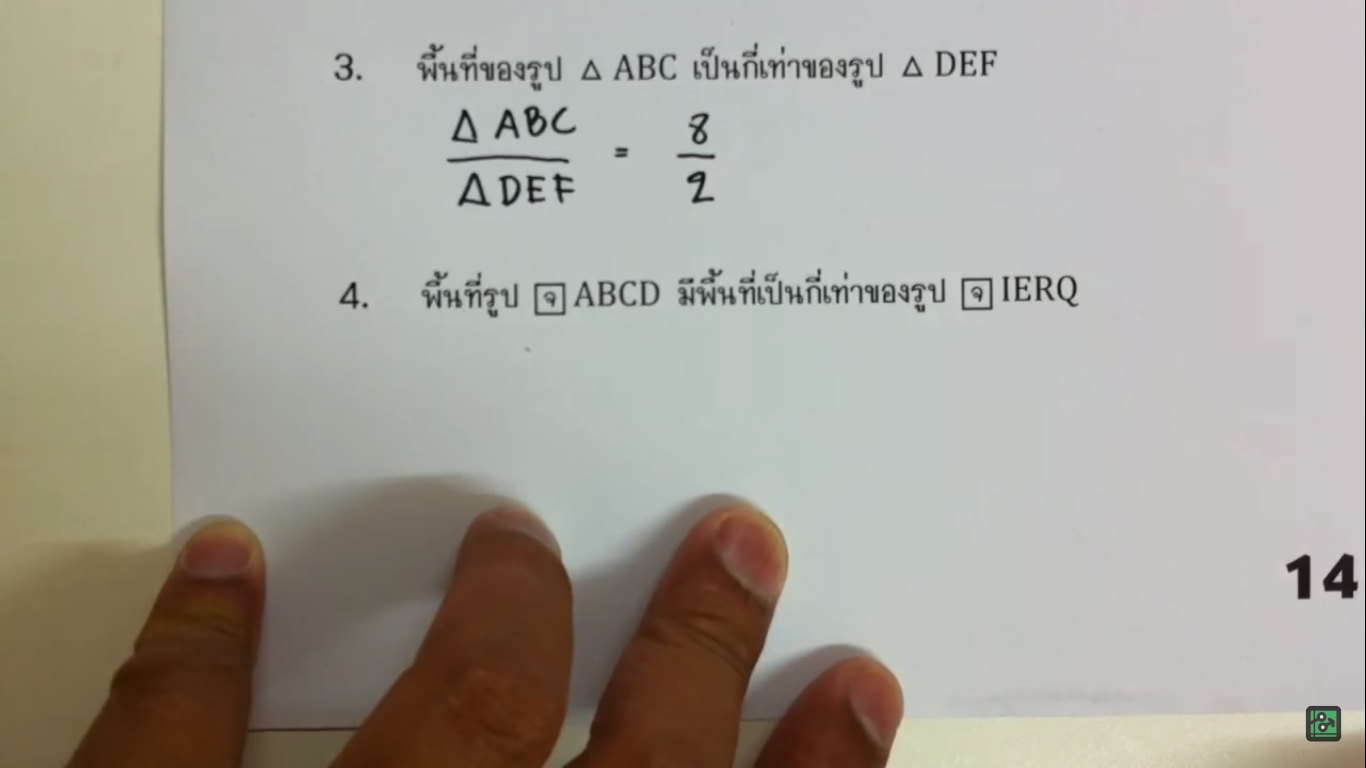 3. พื้นที่ของรูป △ ABC เป็นกี่เท่าของรูป △ DEF
△ ABC / △ DEF = 8 / 2
4. พื้นที่รูป จ ABCD มีพื้นที่เป็นกี่เท่าของรูป จ IERQ
14